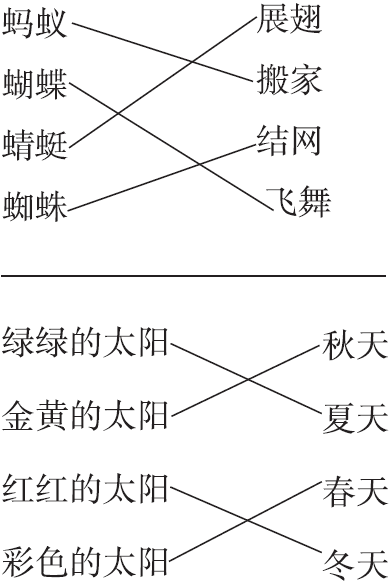 蚂蚁 展翅
蝴蝶 搬家
蜻蜓 结网
蜘蛛 飞舞
绿绿的太阳 秋天
金黄的太阳 夏天
红红的太阳 春天
彩色的太阳 冬天